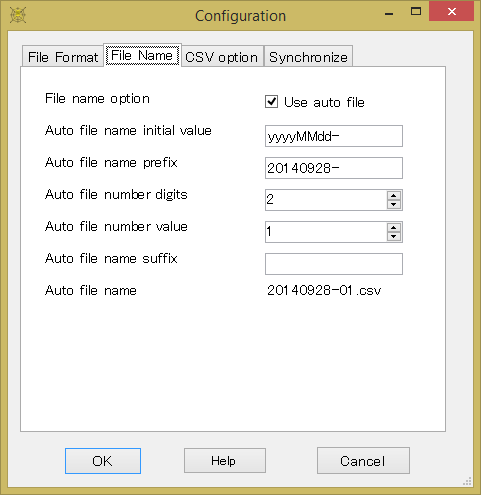 Configuration
File Format File Name CSV option Synchronize
File name option Use auto file
Auto file name initial value yyyyMMdd-
Auto file name prefix 20140928-
Auto file number digits 2
Auto file number value 1
Auto file name suffix
Auto file name 20140928-01.csv
OK Help Cancel